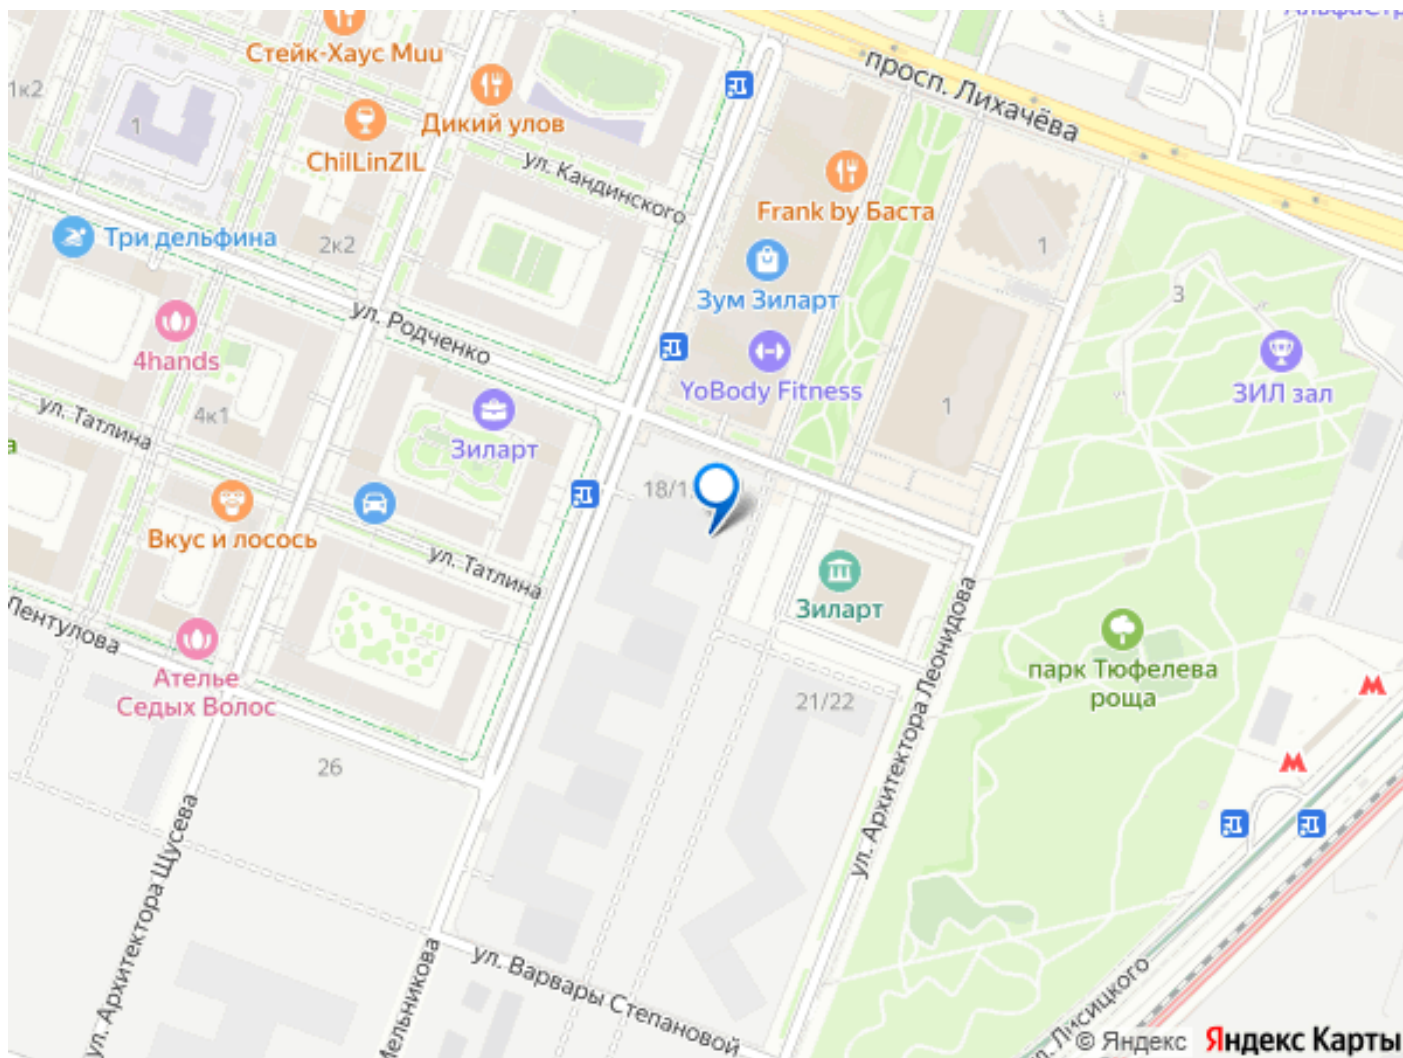 Стейк-Хаус Muu
просп. Лихачёва
1к2
1
Дикий улов
ChilLinZIL
ул. Кандинского
Frank by Баста
Три дельфина
2к2
1
Зум Зиларт
3
ул. Родченко
4hands
YoBody Fitness
ЗИЛ зал
ул. Татлина
4к1
1
Зиларт
18/1
Вкус и лосось
ул. Татлина
Зиларт
Лентулова
ул. Архитектора Леонидова
парк Тюфелева
роща
Ателье
Седых Волос
21/22
26
ул. Архитектора Щусева
Мельникова
ул. Варвары Степановой
Лисицкого
© Яндекс
Яндекс Карты